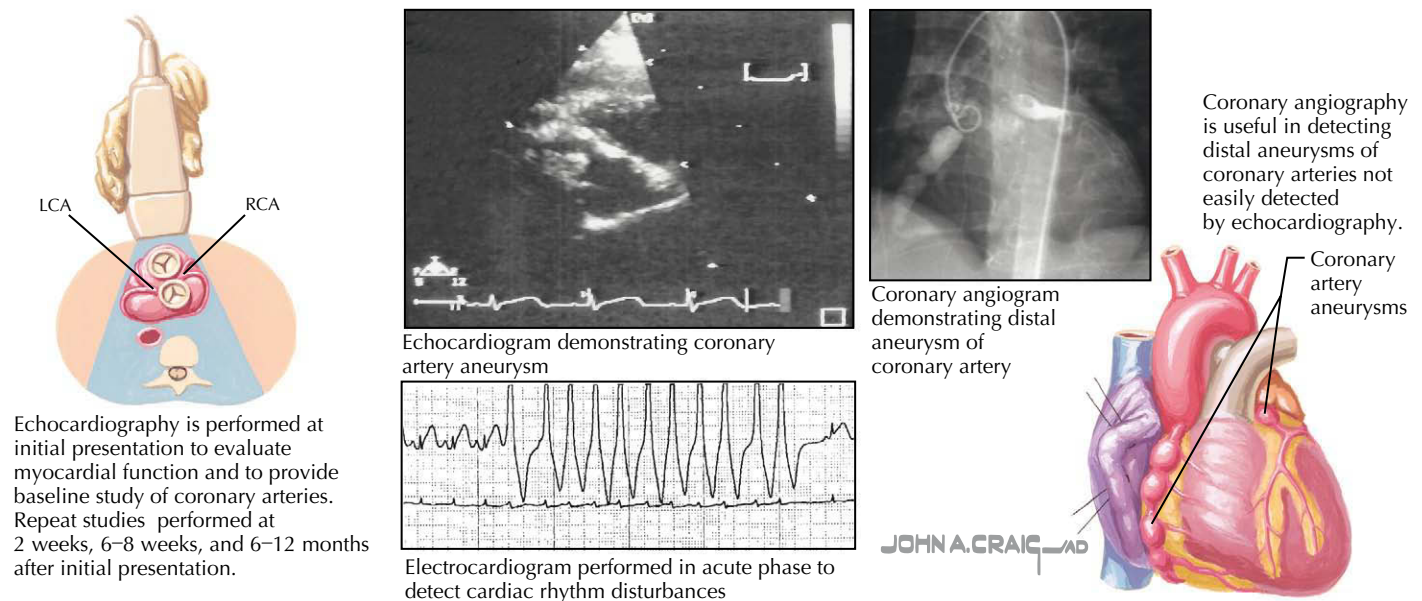 LCA
RCA
Echocardiography is performed at
initial presentation to evaluate
myocardial function and to provide
baseline study of coronary arteries.
Repeat studies performed at
2 weeks, 6–8 weeks, and 6–12 months
after initial presentation.
Echocardiogram demonstrating coronary
artery aneurysm
Electrocardiogram performed in acute phase to
detect cardiac rhythm disturbances
Coronary angiogram
demonstrating distal
aneurysm of
coronary artery
Coronary angiography
is useful in detecting
distal aneurysms of
coronary arteries not
easily detected
by echocardiography.
Coronary
artery
aneurysms
JOHN A. CRAIG_AD